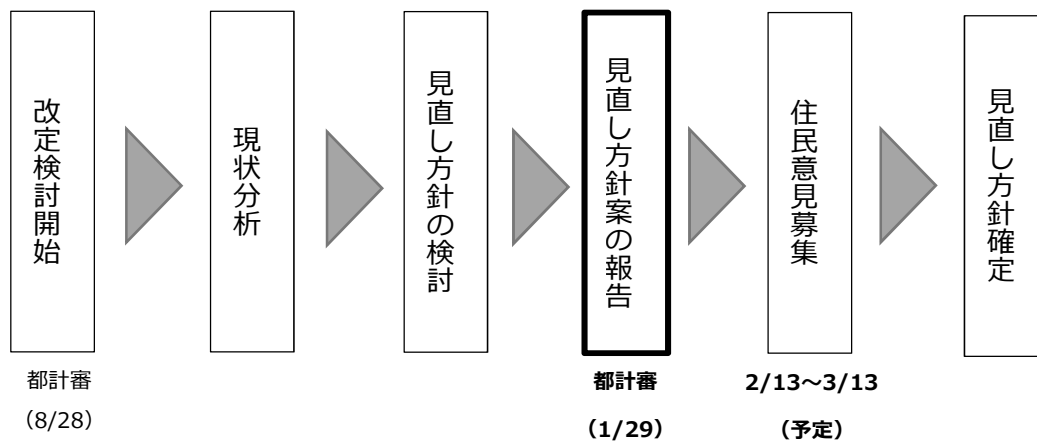 改定検討開始
現状分析
見直し方針の検討
見直し方針案の報告
住民意見募集
見直し方針確定
都計審
（8/28）
都計審
（1/29）
2/13～3/13
（予定）